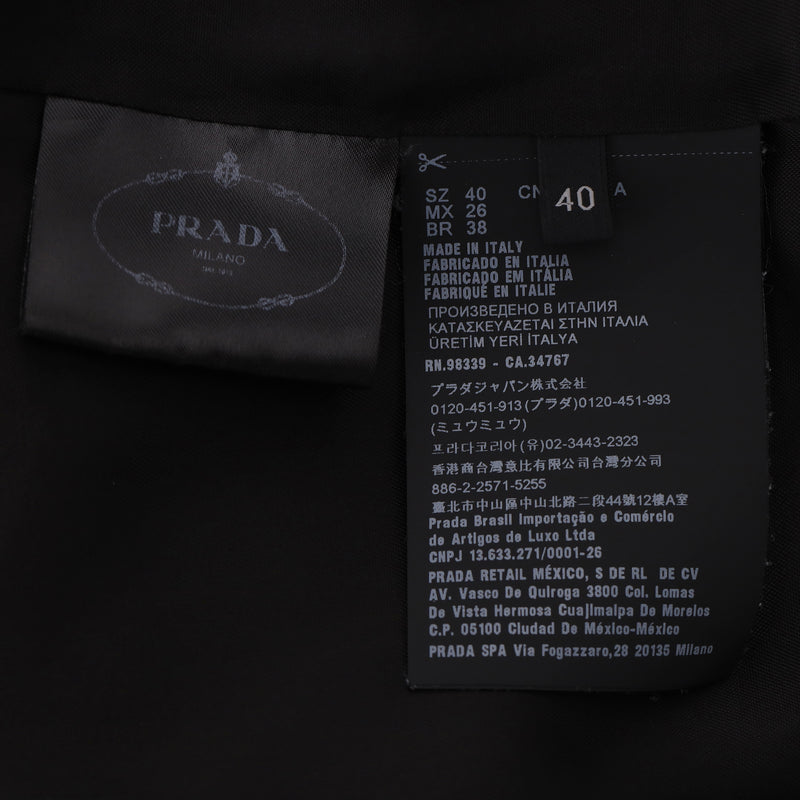 PRADA
MILANO
SZ 40 CN
MX 26
BR 38
40
A
MADE IN ITALY
FABRICADO EN ITALIA
FABRICADO EM ITÁLIA
FABRIQUÉ EN ITALIE
ПРОИЗВЕДЕНО В ИТАЛИЯ
ΚΑΤΑΣΚΕΥΑΖΕΤΑΙ ΣΤΗΝ ΙΤΑΛΙΑ
ÜRETİM YERİ İTALYA
RN.98339 - CA.34767
プラダジャパン株式会社
0120-451-913(プラダ)0120-451-993
(ミュウミュウ)
프라다코리아(유)02-3443-2323
香港商台灣意比有限公司台灣分公司
886-2-2571-5255
臺北市中山區中山北路二段44號12樓A室
Prada Brasil Importação e Comércio
de Artigos de Luxo Ltda
CNPJ 13.633.271/0001-26
PRADA RETAIL MÉXICO, S DE RL DE CV
AV. Vasco De Quiroga 3800 Col. Lomas
De Vista Hermosa Cuajimalpa De Morelos
C.P. 05100 Ciudad De México-México
PRADA SPA Via Fogazzaro,28 20135 Milano